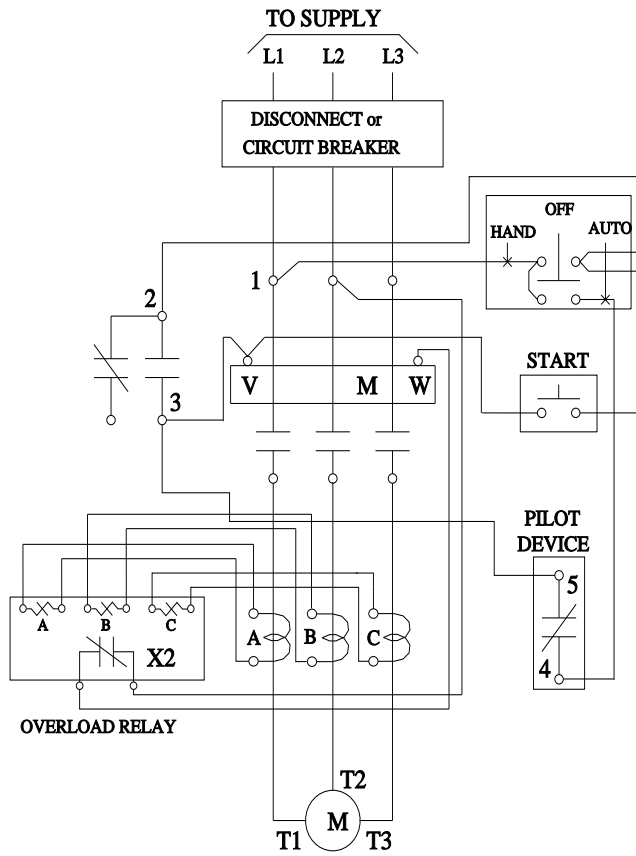 TO SUPPLY
L1 L2 L3
DISCONNECT or
CIRCUIT BREAKER
OFF
HAND AUTO
1
2
3
V M W
START
PILOT
DEVICE
5
4
A B C
X2
A B C
OVERLOAD RELAY
T2
M
T1 T3